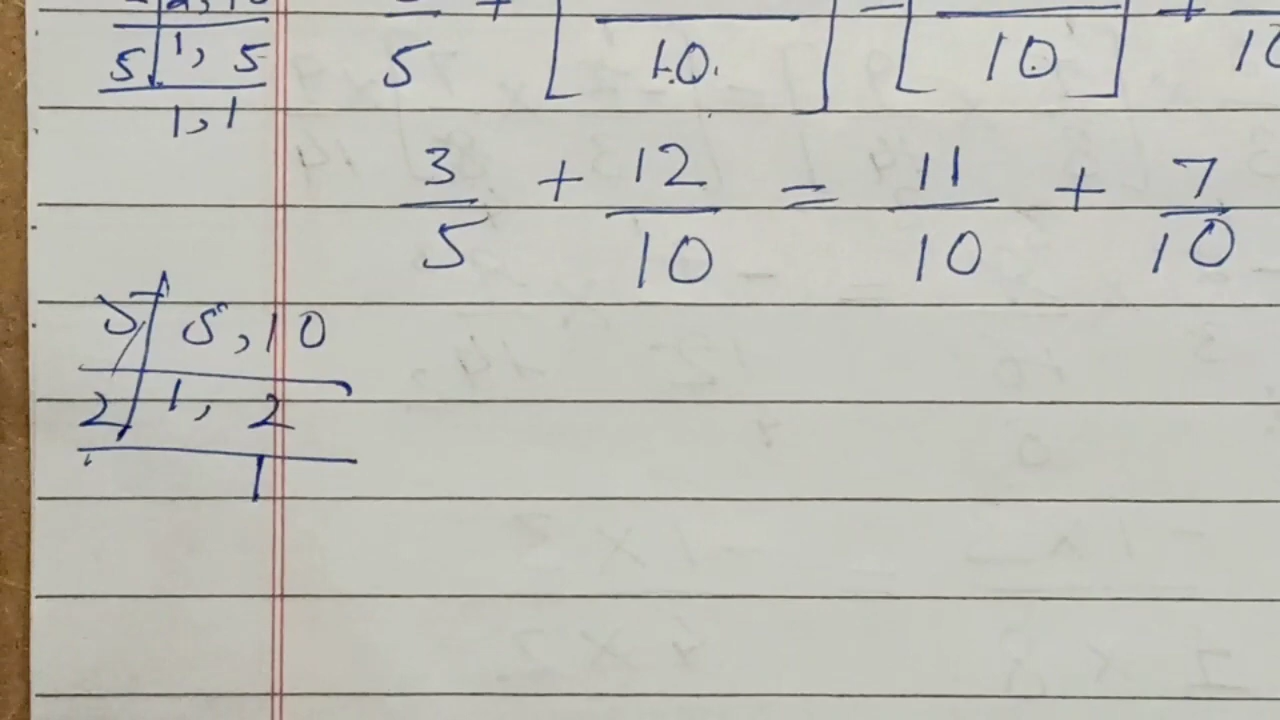 5 | 1, 5
1, 1
5 + [ 10 ] = [ 10 ] + 10
3/5 + 12/10 = 11/10 + 7/10
5 | 5, 10
2 | 1, 2
1